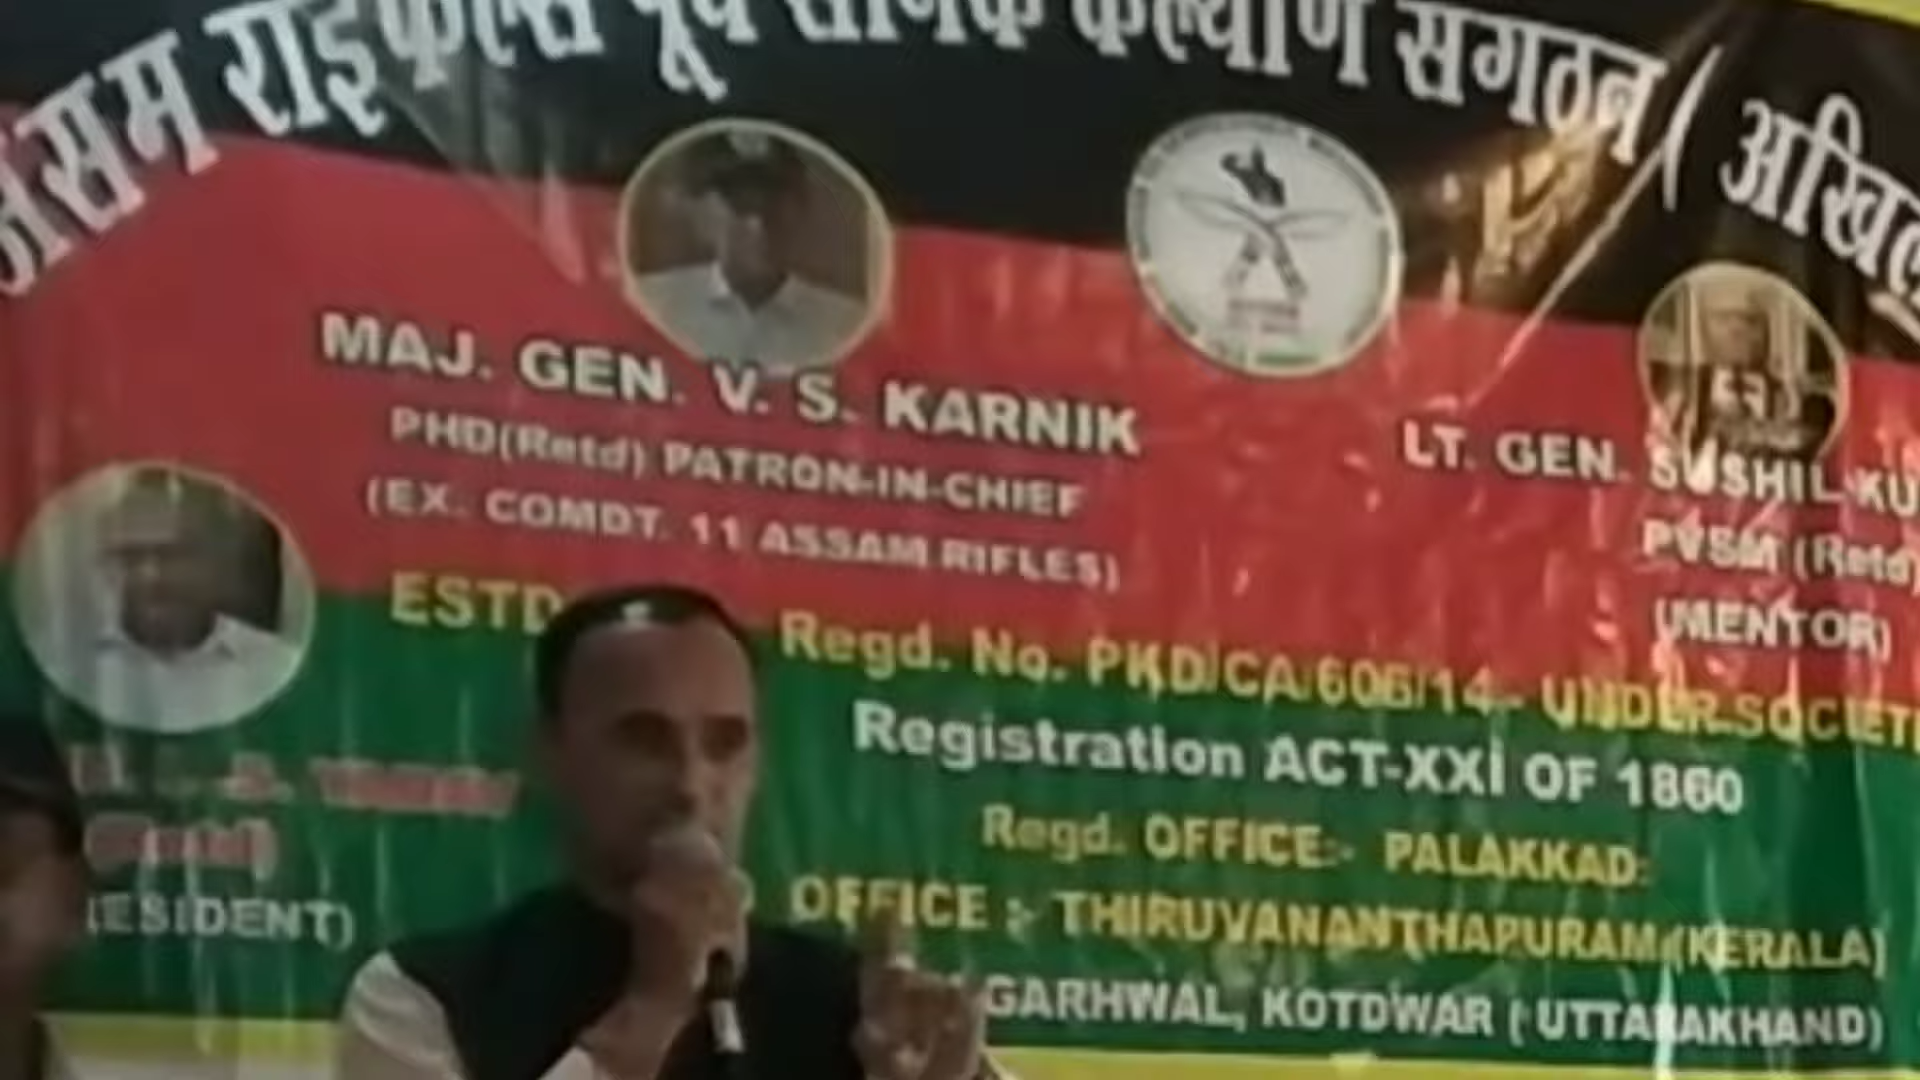 असम राइफल्स पूर्व सैनिक कल्याण संगठन ( अखिल
MAJ. GEN. V. S. KARNIK
PHD(Retd) PATRON-IN-CHIEF
(EX. COMDT. 11 ASSAM RIFLES)
LT. GEN. SUSHIL KU
PVSM (Retd)
(MENTOR)
ESTD
Regd. No. PKD/CA/606/14- UNDER SOCIETI
Registration ACT-XXI OF 1860
Regd. OFFICE:- PALAKKAD:
OFFICE :- THIRUVANANTHAPURAM (KERALA)
GARHWAL, KOTDWAR ( UTTARAKHAND)
ESIDENT)